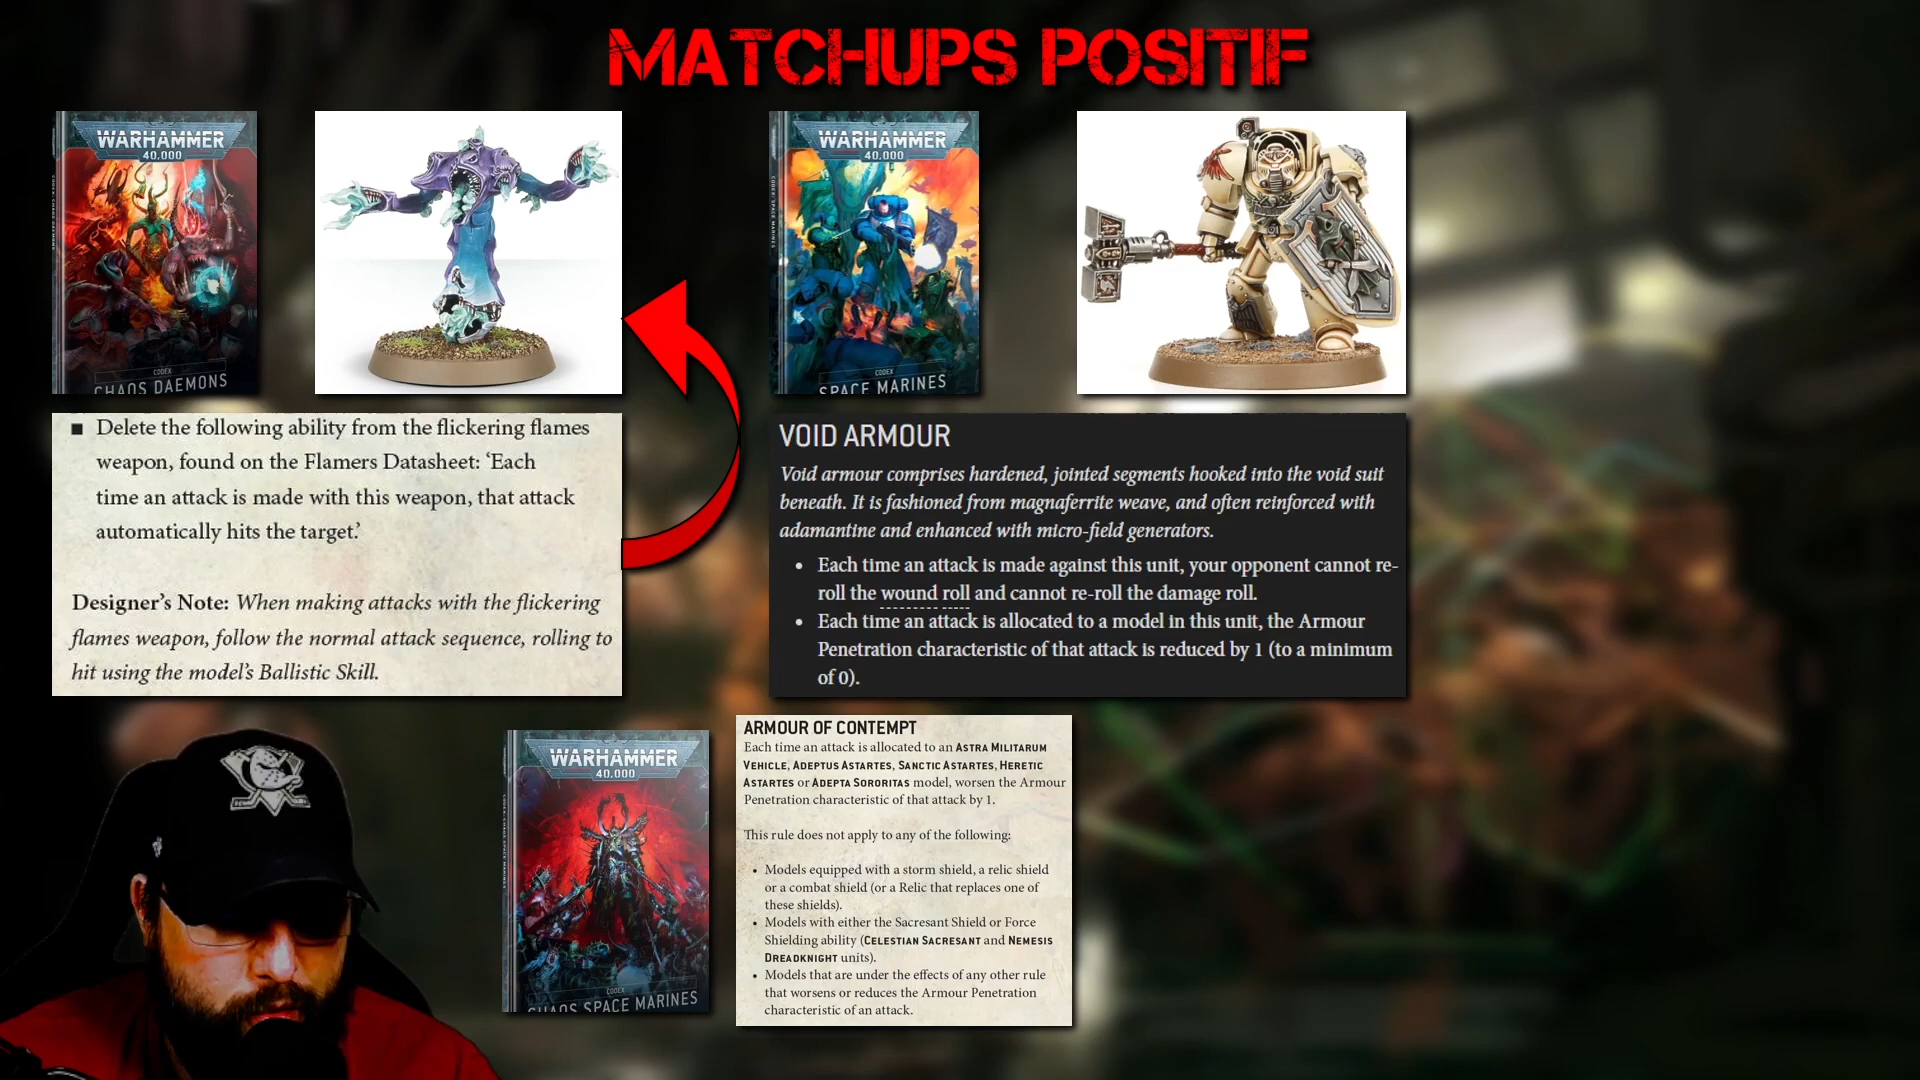 MATCHUPS POSITIF
WARHAMMER
40,000
CODEX
CHAOS DAEMONS
WARHAMMER
40,000
CODEX
SPACE MARINES
■ Delete the following ability from the flickering flames
weapon, found on the Flamers Datasheet: ‘Each
time an attack is made with this weapon, that attack
automatically hits the target.’
Designer’s Note: When making attacks with the flickering
flames weapon, follow the normal attack sequence, rolling to
hit using the model’s Ballistic Skill.
VOID ARMOUR
Void armour comprises hardened, jointed segments hooked into the void suit
beneath. It is fashioned from magnaferrite weave, and often reinforced with
adamantine and enhanced with micro-field generators.
• Each time an attack is made against this unit, your opponent cannot re-
roll the wound roll and cannot re-roll the damage roll.
• Each time an attack is allocated to a model in this unit, the Armour
Penetration characteristic of that attack is reduced by 1 (to a minimum
of 0).
WARHAMMER
40,000
CODEX
CHAOS SPACE MARINES
ARMOUR OF CONTEMPT
Each time an attack is allocated to an ASTRA MILITARUM
VEHICLE, ADEPTUS ASTARTES, SANCTIC ASTARTES, HERETIC
ASTARTES or ADEPTA SORORITAS model, worsen the Armour
Penetration characteristic of that attack by 1.
This rule does not apply to any of the following:
• Models equipped with a storm shield, a relic shield
or a combat shield (or a Relic that replaces one of
these shields).
• Models with either the Sacresant Shield or Force
Shielding ability (CELESTIAN SACRESANT and NEMESIS
DREADKNIGHT units).
• Models that are under the effects of any other rule
that worsens or reduces the Armour Penetration
characteristic of an attack.